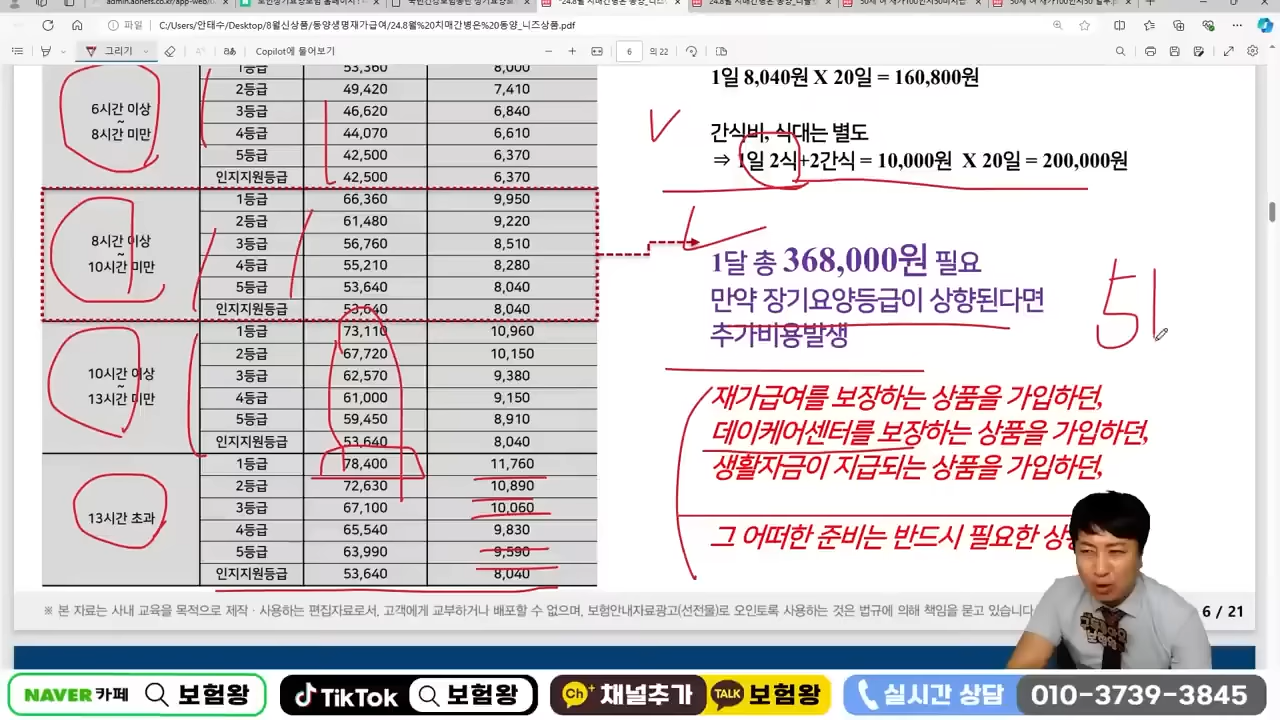 admin.aonets.co.kr/app-web/
파일 C:/Users/안태수/Desktop/8월신상품/동양생명재가급여/24.8월%20치매간병은%20동양_니즈상품.pdf
그리기 Copilot에 물어보기 6 의 22
6시간 이상
~
8시간 미만
1등급 53,360 8,000
2등급 49,420 7,410
3등급 46,620 6,840
4등급 44,070 6,610
5등급 42,500 6,370
인지지원등급 42,500 6,370
8시간 이상
~
10시간 미만
1등급 66,360 9,950
2등급 61,480 9,220
3등급 56,760 8,510
4등급 55,210 8,280
5등급 53,640 8,040
인지지원등급 53,640 8,040
10시간 이상
~
13시간 미만
1등급 73,110 10,960
2등급 67,720 10,150
3등급 62,570 9,380
4등급 61,000 9,150
5등급 59,450 8,910
인지지원등급 53,640 8,040
13시간 초과
1등급 78,400 11,760
2등급 72,630 10,890
3등급 67,100 10,060
4등급 65,540 9,830
5등급 63,990 9,590
인지지원등급 53,640 8,040
1일 8,040원 X 20일 = 160,800원
간식비, 식대는 별도
⇒ 1일 2식+2간식 = 10,000원 X 20일 = 200,000원
1달 총 368,000원 필요
만약 장기요양등급이 상향된다면
추가비용발생
51
재가급여를 보장하는 상품을 가입하던,
데이케어센터를 보장하는 상품을 가입하던,
생활자금이 지급되는 상품을 가입하던,
그 어떠한 준비는 반드시 필요한
※ 본 자료는 사내 교육을 목적으로 제작ㆍ사용하는 편집자료로서, 고객에게 교부하거나 배포할 수 없으며, 보험안내자료광고(선전물)로 오인토록 사용하는 것은 법규에 의해 책임을 묻고 있습니다
6 / 21
NAVER 카페 보험왕
TikTok 보험왕
Ch+ 채널추가 TALK 보험왕
실시간 상담 010-3739-3845